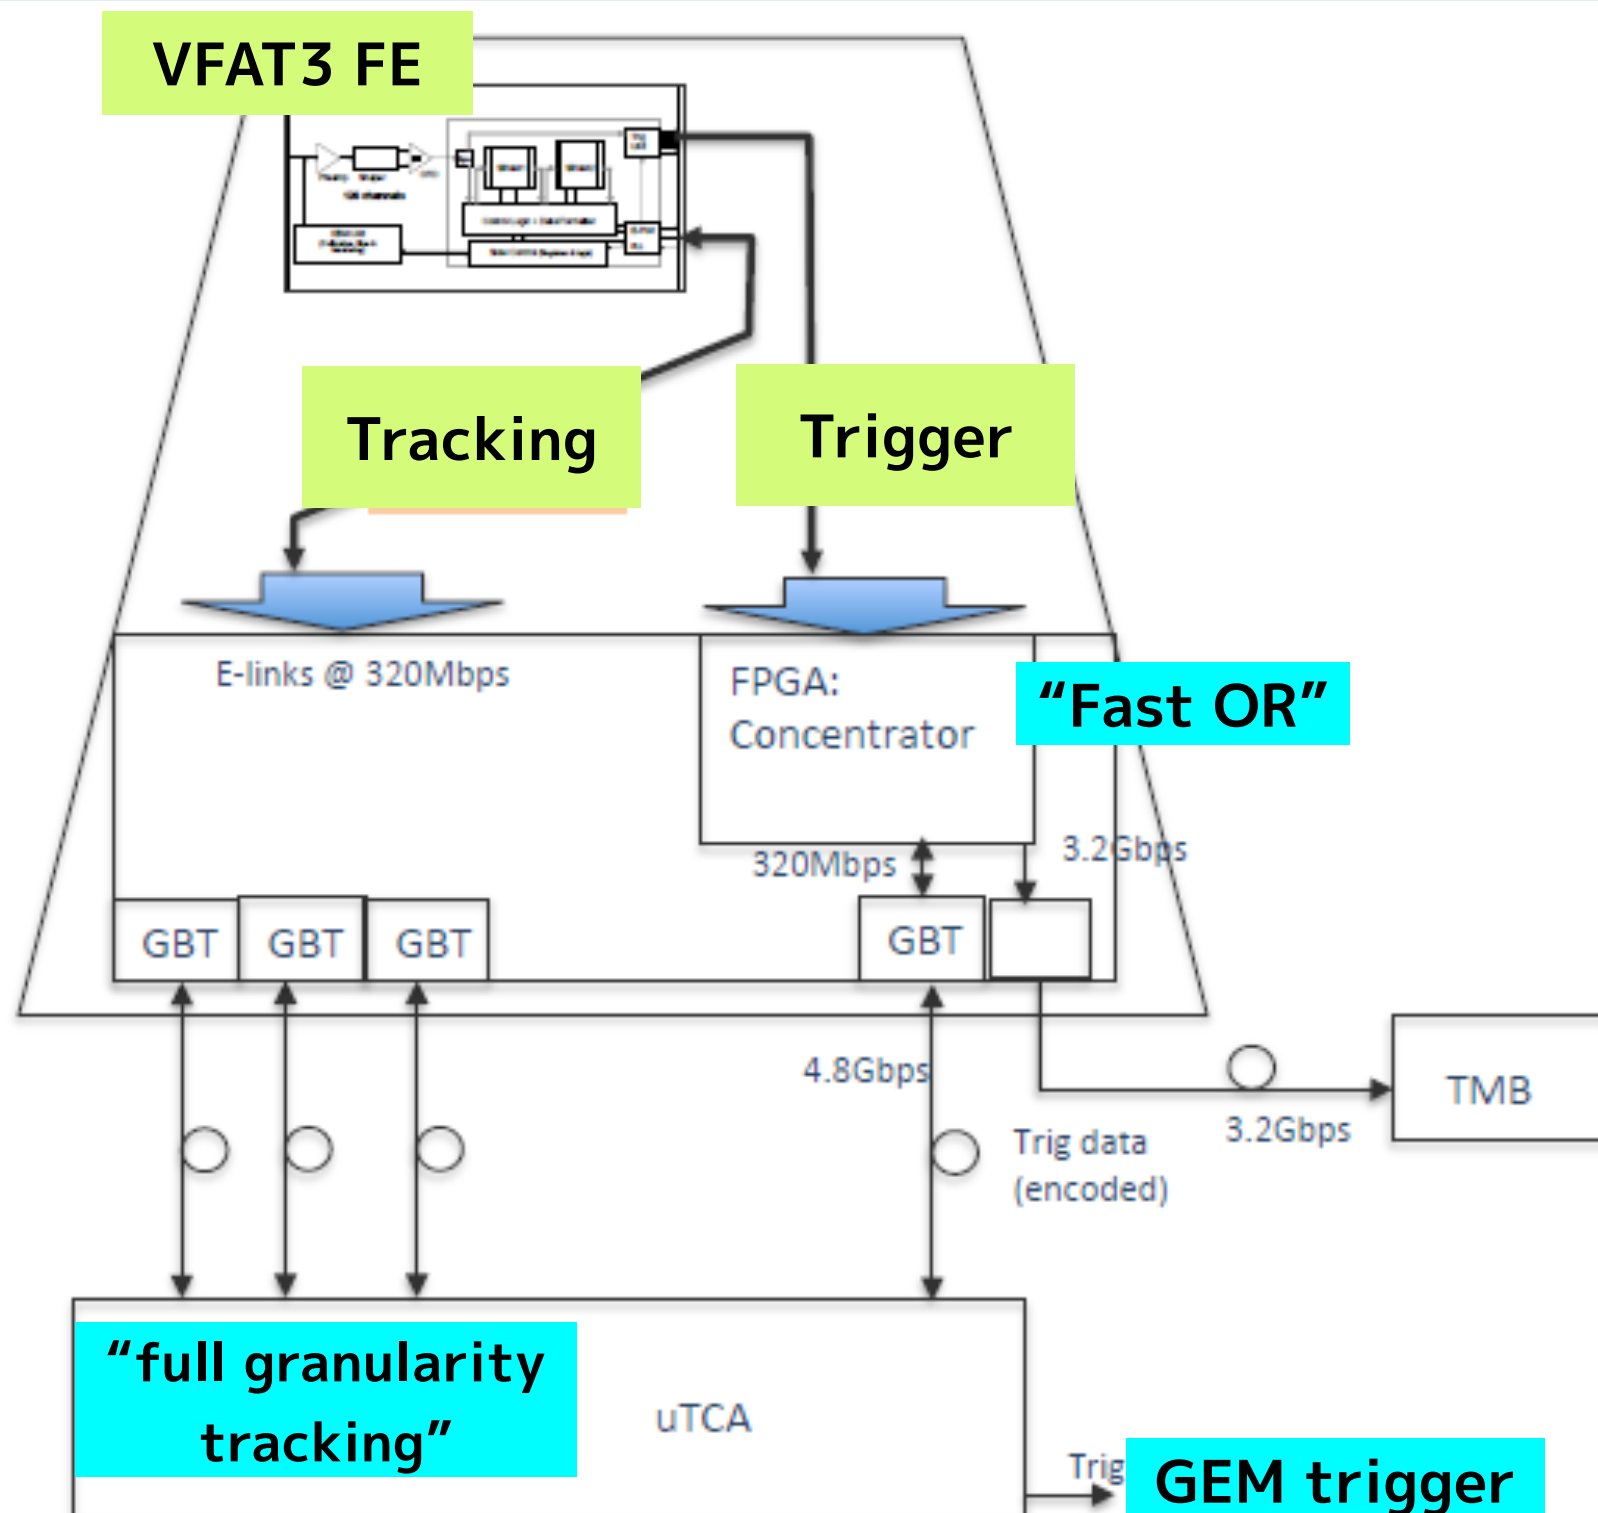 VFAT3 FE
Tracking
Trigger
E-links @ 320Mbps
FPGA:
Concentrator
“Fast OR”
320Mbps
3.2Gbps
GBT
GBT
GBT
GBT
4.8Gbps
TMB
3.2Gbps
Trig data
(encoded)
“full granularity
tracking”
uTCA
Trig
GEM trigger